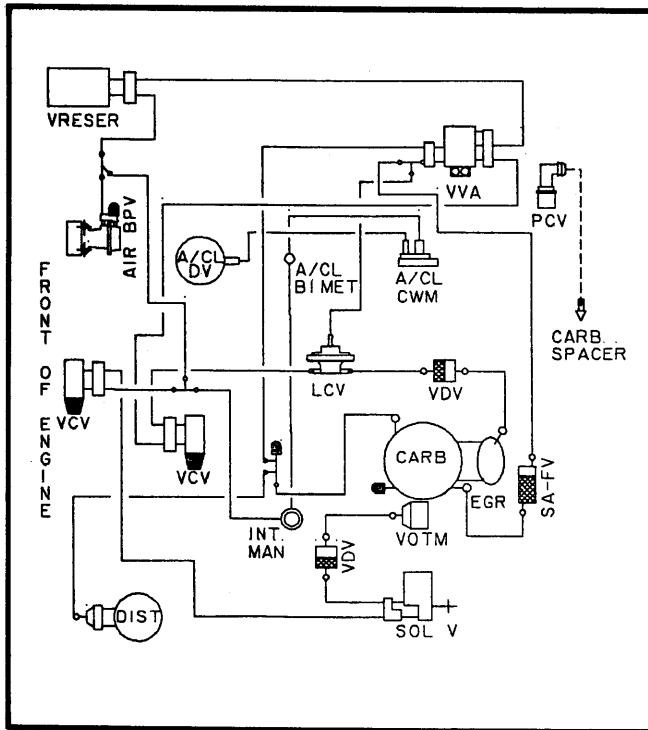 VRESER
AIR BPV
VVA
PCV
A/CL
DV
A/CL
BIMET
A/CL
CWM
CARB.
SPACER
FRONT OF ENGINE
LCV
VDV
VCV
VCV
CARB
EGR
SA-FV
INT.
MAN
VDV
VOTM
DIST
SOL V